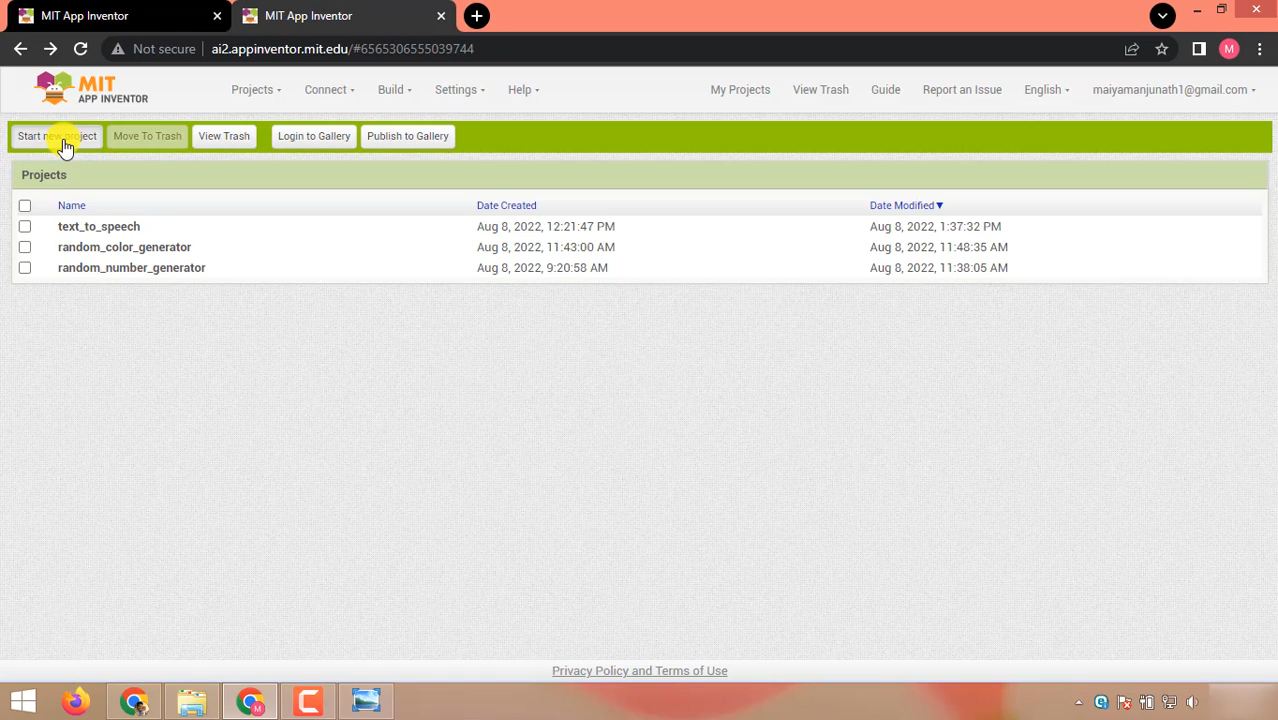 MIT App Inventor
MIT App Inventor
Not secure
ai2.appinventor.mit.edu/#6565306555039744
M
MIT
APP INVENTOR
Projects
Connect
Build
Settings
Help
My Projects
View Trash
Guide
Report an Issue
English
maiyamanjunath1@gmail.com
Start new project
Move To Trash
View Trash
Login to Gallery
Publish to Gallery
Projects
Name
Date Created
Date Modified
text_to_speech
Aug 8, 2022, 12:21:47 PM
Aug 8, 2022, 1:37:32 PM
random_color_generator
Aug 8, 2022, 11:43:00 AM
Aug 8, 2022, 11:48:35 AM
random_number_generator
Aug 8, 2022, 9:20:58 AM
Aug 8, 2022, 11:38:05 AM
Privacy Policy and Terms of Use
M